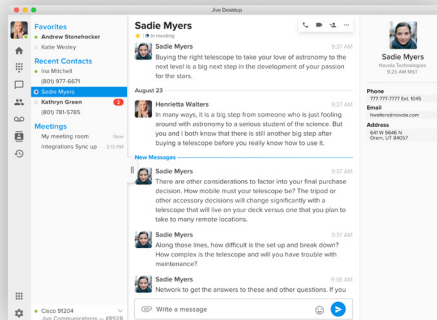 Jive Desktop
Favorites
Andrew Stonehocker
Katie Wesley
Recent Contacts
Ina Mitchell
(801) 977-6671
Sadie Myers
Kathryn Green 2
(801) 781-5785
Meetings
My meeting room Now
Integrations Sync up 3:15 PM
Cisco 91204
Jive Communications — #8528
Sadie Myers
In meeting
Sadie Myers 9:37 AM
Buying the right telescope to take your love of astronomy to the
next level is a big next step in the development of your passion
for the stars.
August 23
Henrietta Walters 9:37 AM
In many ways, it is a big step from someone who is just fooling
around with astronomy to a serious student of the science. But
you and I both know that there is still another big step after
buying a telescope before you really know how to use it.
New Messages
Sadie Myers 9:37 AM
There are other considerations to factor into your final purchase
decision. How mobile must your telescope be? The tripod or
other accessory decisions will change significantly with a
telescope that will live on your deck versus one that you plan to
take to many remote locations.
Sadie Myers 9:37 AM
Along those lines, how difficult is the set up and break down?
How complex is the telescope and will you have trouble with
maintenance?
Sadie Myers 9:38 AM
Network to get the answers to these and other questions. If you
Write a message
Sadie Myers
Novela Technologies
9:25 AM MST
Phone
777-777-7777 Ext. 1045
Email
hwalters@novela.com
Address
641 W 9646 N
Orem, UT 84057